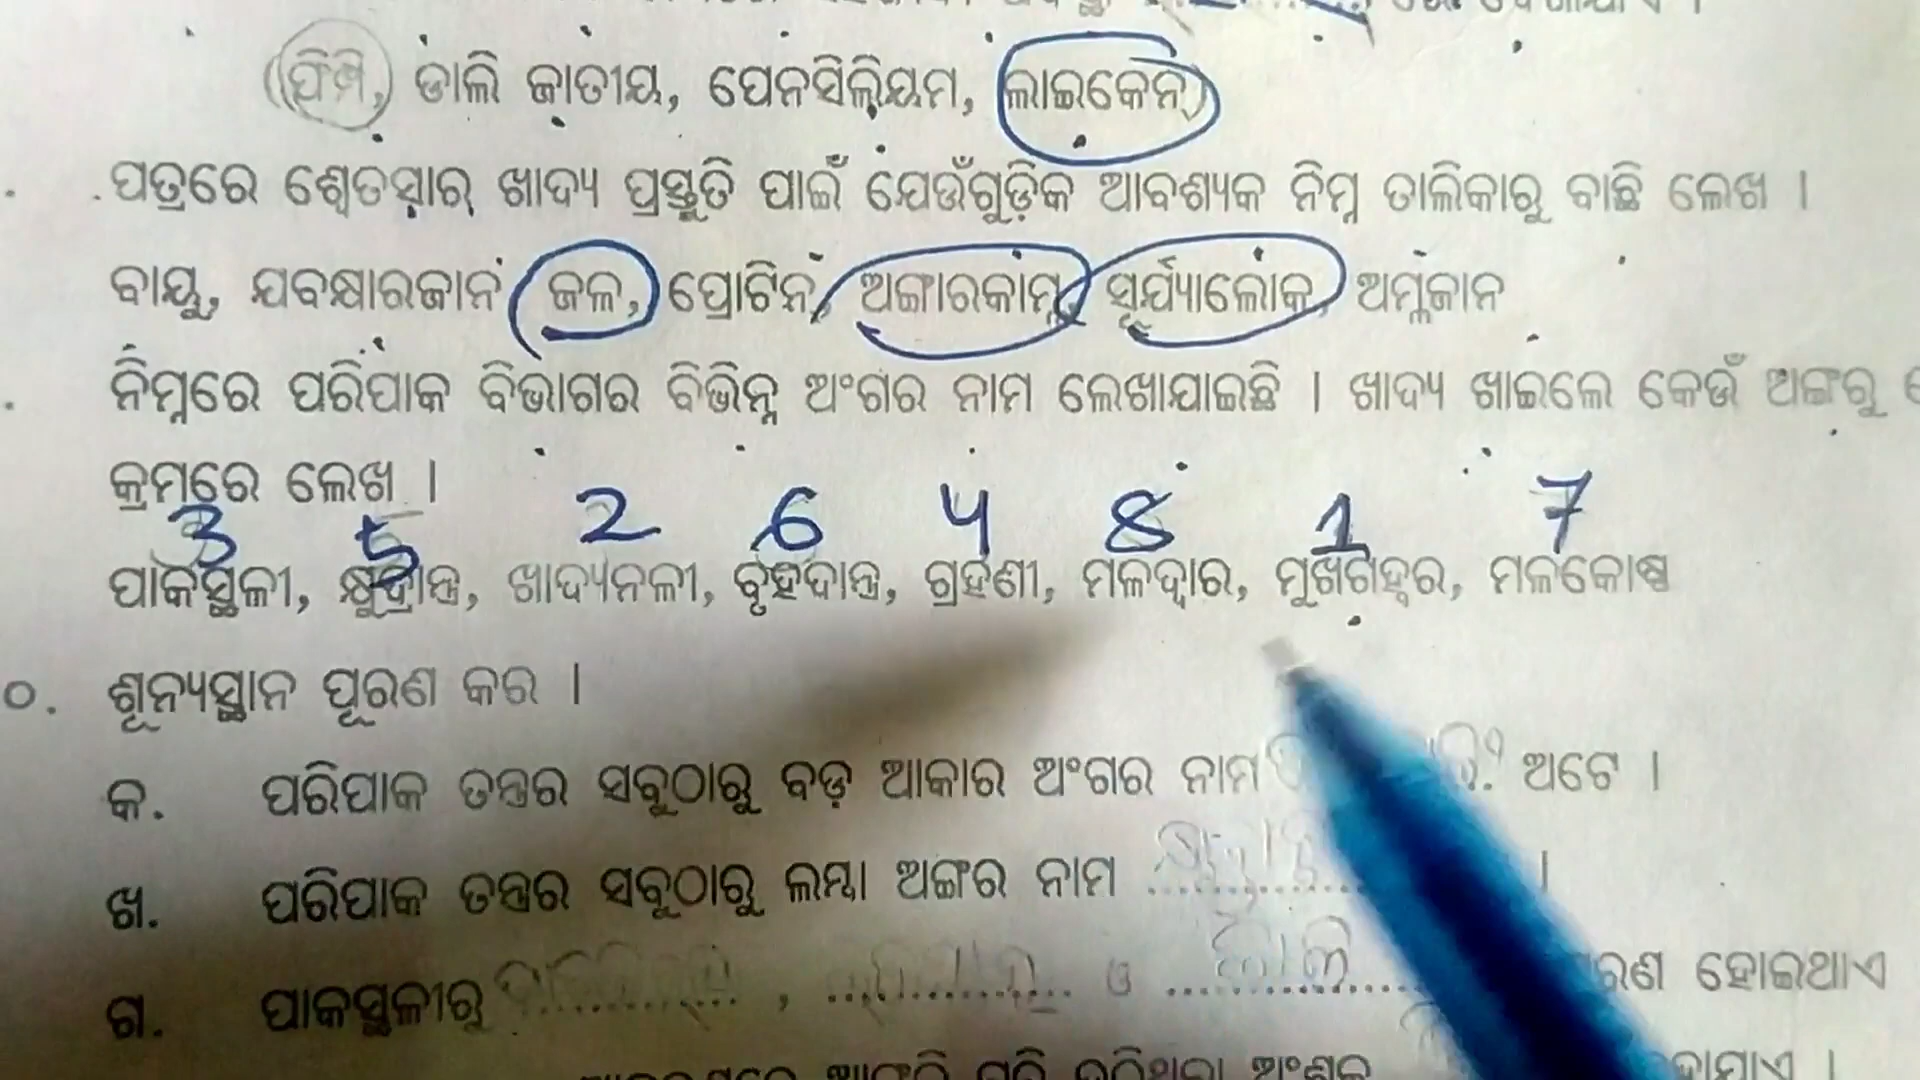 ଫିମ୍ପି, ଡାଲି ଜାତୀୟ, ପେନସିଲିୟମ, ଲାଇକେନ୍
ପତ୍ରରେ ଶ୍ୱେତସାର ଖାଦ୍ୟ ପ୍ରସ୍ତୁତି ପାଇଁ ଯେଉଁଗୁଡ଼ିକ ଆବଶ୍ୟକ ନିମ୍ନ ତାଲିକାରୁ ବାଛି ଲେଖ ।
ବାୟୁ, ଯବକ୍ଷାରଜାନ ଜଳ, ପ୍ରୋଟିନ, ଅଙ୍ଗାରକାମ୍ଳ, ସୂର୍ଯ୍ୟାଲୋକ, ଅମ୍ଳଜାନ
ନିମ୍ନରେ ପରିପାକ ବିଭାଗର ବିଭିନ୍ନ ଅଂଗର ନାମ ଲେଖାଯାଇଛି । ଖାଦ୍ୟ ଖାଇଲେ କେଉଁ ଅଙ୍ଗରୁ
କ୍ରମରେ ଲେଖ ।
3 5 2 6 4 8 1 7
ପାକସ୍ଥଳୀ, କ୍ଷୁଦ୍ରାନ୍ତ୍ର, ଖାଦ୍ୟନଳୀ, ବୃହଦାନ୍ତ୍ର, ଗ୍ରହଣୀ, ମଳଦ୍ୱାର, ମୁଖଗହ୍ୱର, ମଳକୋଷ୍ଠ
୦. ଶୂନ୍ୟସ୍ଥାନ ପୂରଣ କର ।
କ. ପରିପାକ ତନ୍ତ୍ରର ସବୁଠାରୁ ବଡ଼ ଆକାର ଅଂଗର ନାମ ଅଟେ ।
ଖ. ପରିପାକ ତନ୍ତ୍ରର ସବୁଠାରୁ ଲମ୍ବା ଅଙ୍ଗର ନାମ .............. ।
ଗ. ପାକସ୍ଥଳୀରୁ .............. , .............. ଓ .............. ରଣ ହୋଇଥାଏ